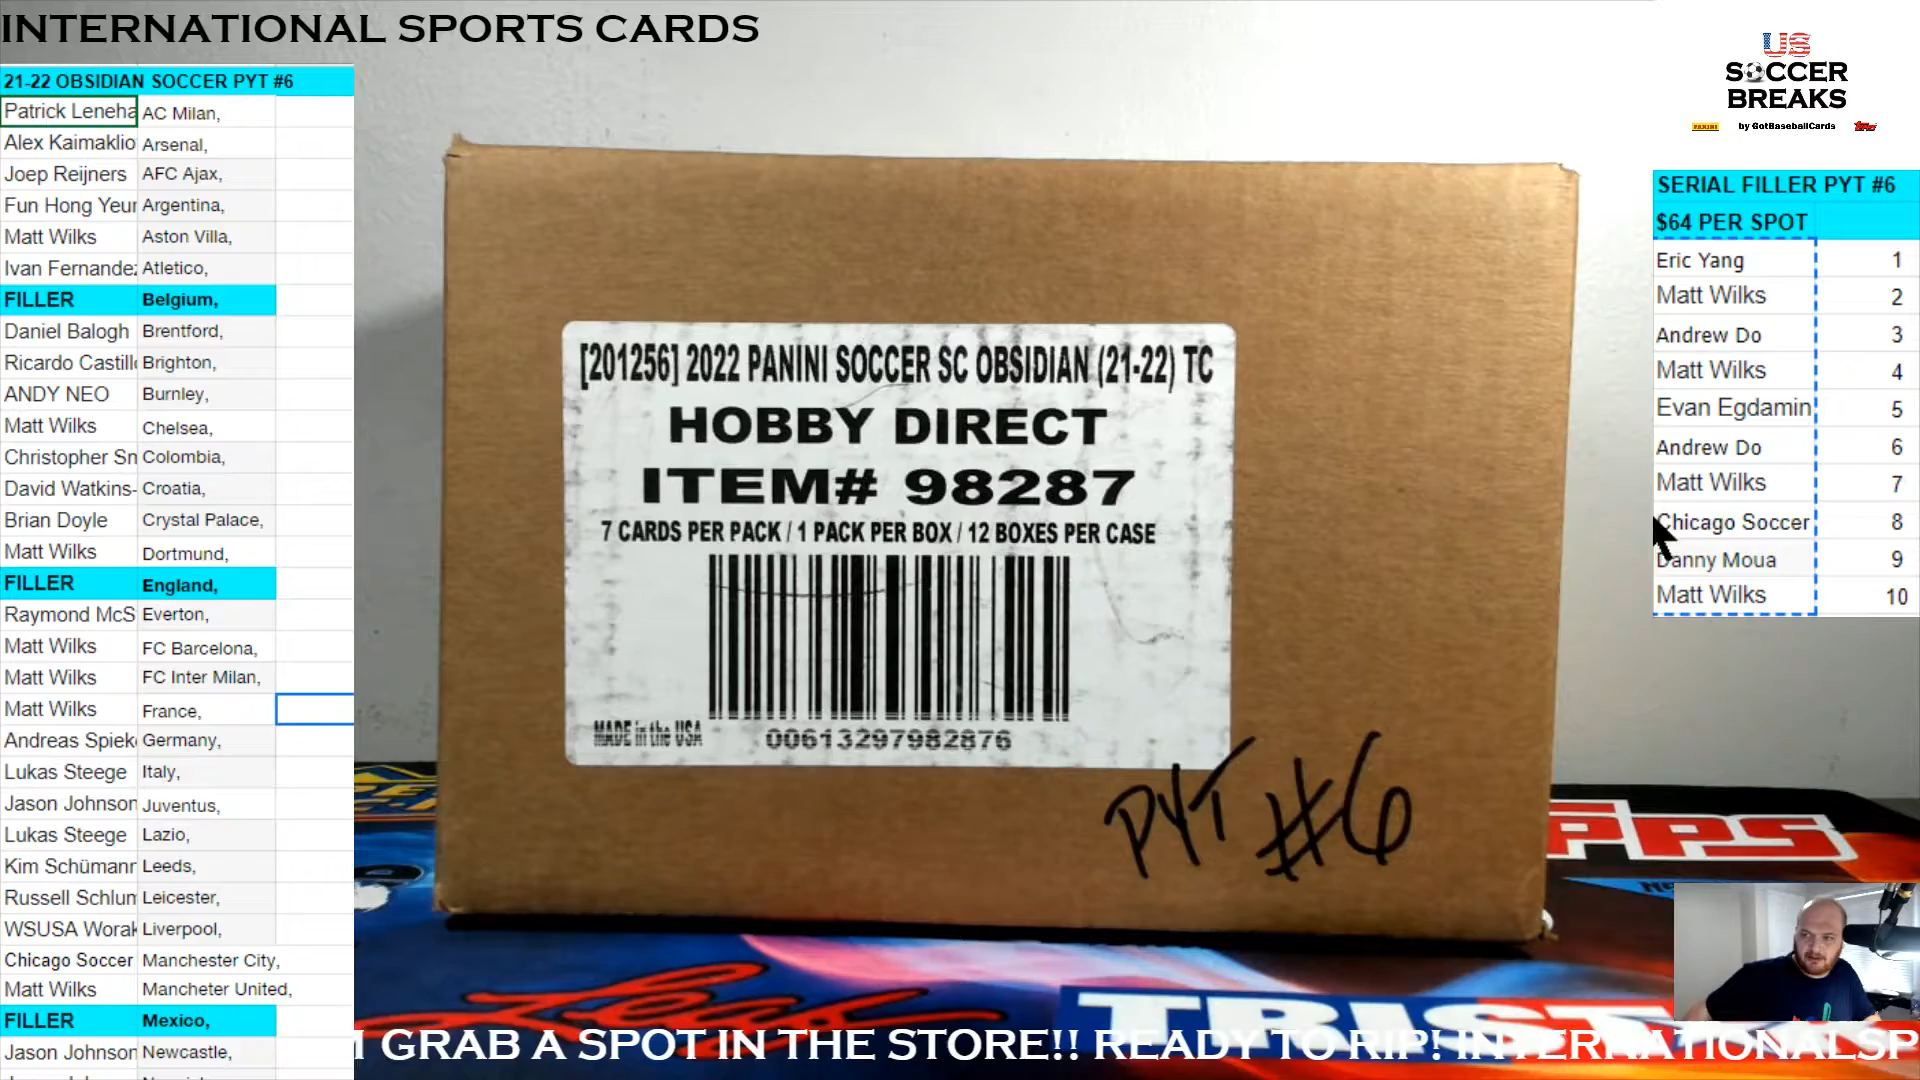 INTERNATIONAL SPORTS CARDS
21-22 OBSIDIAN SOCCER PYT #6
Patrick Leneha AC Milan,
Alex Kaimaklio Arsenal,
Joep Reijners AFC Ajax,
Fun Hong Yeur Argentina,
Matt Wilks Aston Villa,
Ivan Fernandez Atletico,
FILLER Belgium,
Daniel Balogh Brentford,
Ricardo Castill Brighton,
ANDY NEO Burnley,
Matt Wilks Chelsea,
Christopher Sm Colombia,
David Watkins- Croatia,
Brian Doyle Crystal Palace,
Matt Wilks Dortmund,
FILLER England,
Raymond McS Everton,
Matt Wilks FC Barcelona,
Matt Wilks FC Inter Milan,
Matt Wilks France,
Andreas Spiek Germany,
Lukas Steege Italy,
Jason Johnson Juventus,
Lukas Steege Lazio,
Kim Schümann Leeds,
Russell Schlum Leicester,
WSUSA Worak Liverpool,
Chicago Soccer Manchester City,
Matt Wilks Mancheter United,
FILLER Mexico,
Jason Johnson Newcastle,
[201256] 2022 PANINI SOCCER SC OBSIDIAN (21-22) TC
HOBBY DIRECT
ITEM# 98287
7 CARDS PER PACK / 1 PACK PER BOX / 12 BOXES PER CASE
MADE in the USA
00613297982876
PYT #6
US
SOCCER
BREAKS
PANINI by GotBaseballCards Topps
SERIAL FILLER PYT #6
$64 PER SPOT
Eric Yang 1
Matt Wilks 2
Andrew Do 3
Matt Wilks 4
Evan Egdamin 5
Andrew Do 6
Matt Wilks 7
Chicago Soccer 8
Danny Moua 9
Matt Wilks 10
PPS
Leaf
TRIST
GRAB A SPOT IN THE STORE!! READY TO RIP! INTERNATIONALSP